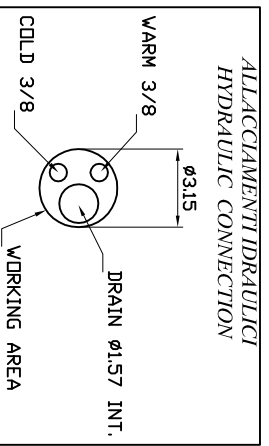 ALLACCIAMENTI IDRAULICI
HYDRAULIC CONNECTION
Ø3.15
WARM 3/8
DRAIN Ø1.57 INT.
COLD 3/8
WORKING AREA